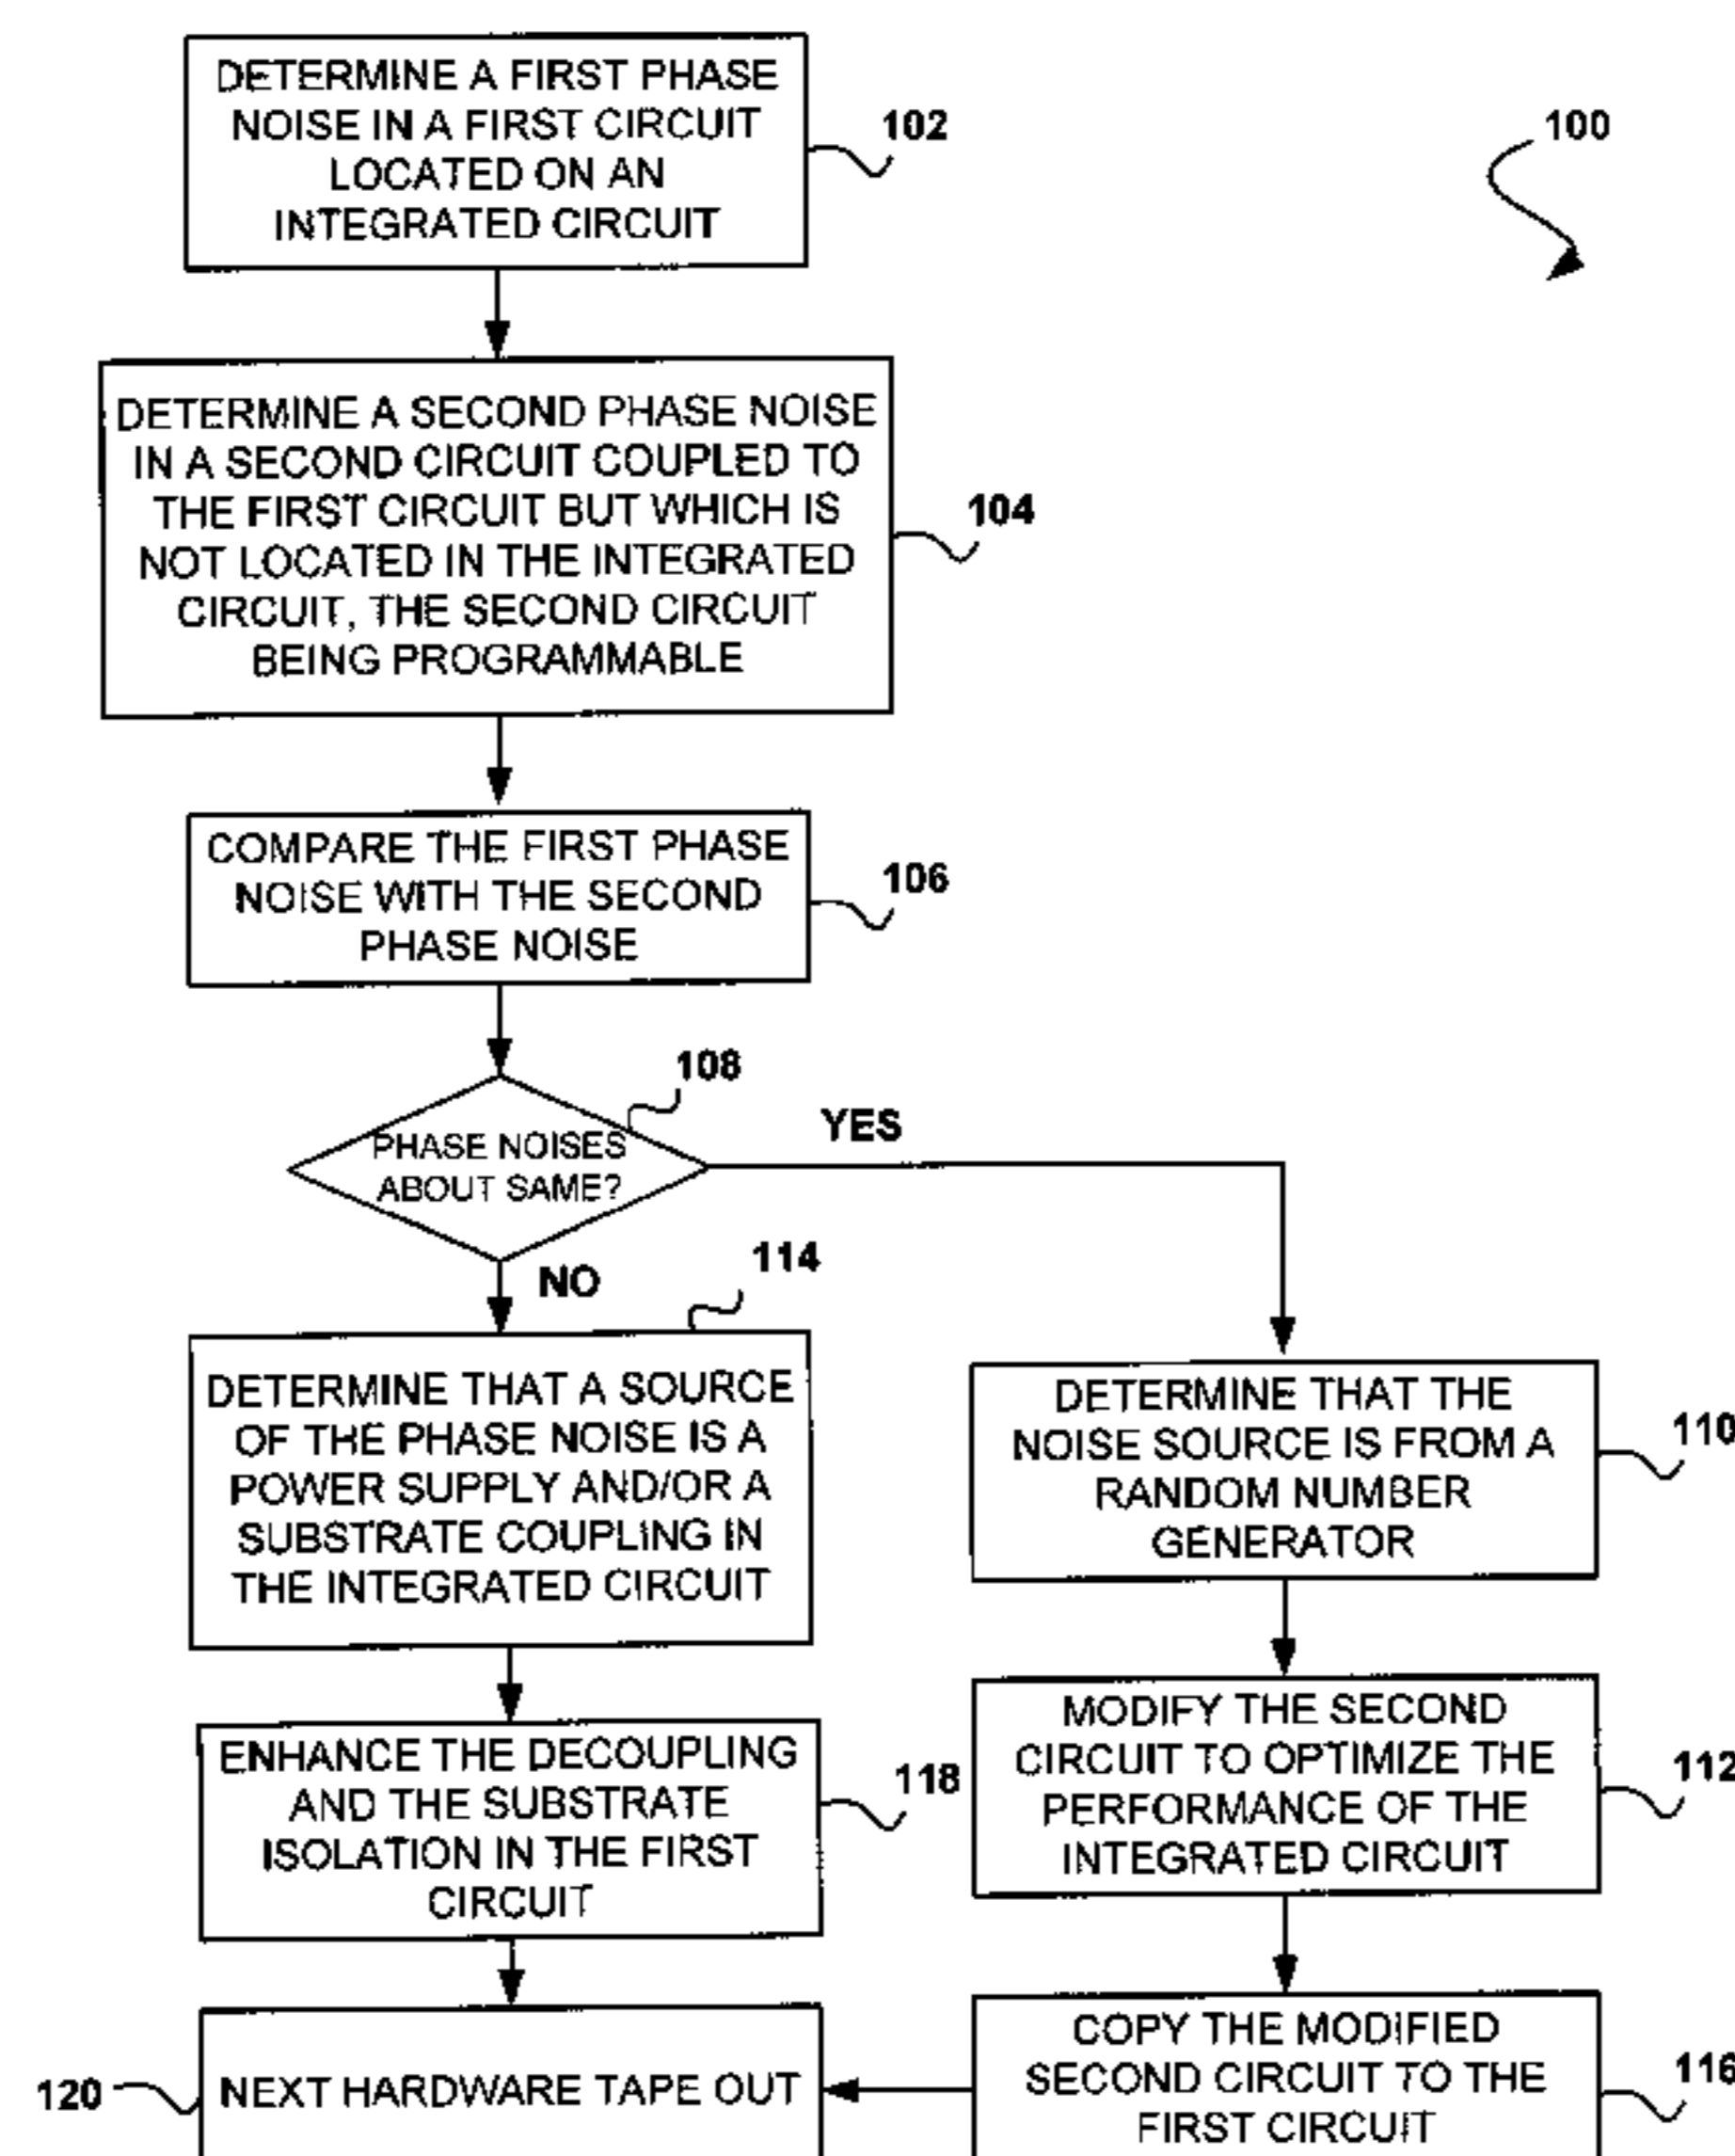 DETERMINE A FIRST PHASE
NOISE IN A FIRST CIRCUIT
LOCATED ON AN
INTEGRATED CIRCUIT
102
100
DETERMINE A SECOND PHASE NOISE
IN A SECOND CIRCUIT COUPLED TO
THE FIRST CIRCUIT BUT WHICH IS
NOT LOCATED IN THE INTEGRATED
CIRCUIT, THE SECOND CIRCUIT
BEING PROGRAMMABLE
104
COMPARE THE FIRST PHASE
NOISE WITH THE SECOND
PHASE NOISE
106
108
PHASE NOISES
ABOUT SAME?
YES
NO
114
DETERMINE THAT A SOURCE
OF THE PHASE NOISE IS A
POWER SUPPLY AND/OR A
SUBSTRATE COUPLING IN
THE INTEGRATED CIRCUIT
DETERMINE THAT THE
NOISE SOURCE IS FROM A
RANDOM NUMBER
GENERATOR
110
ENHANCE THE DECOUPLING
AND THE SUBSTRATE
ISOLATION IN THE FIRST
CIRCUIT
118
MODIFY THE SECOND
CIRCUIT TO OPTIMIZE THE
PERFORMANCE OF THE
INTEGRATED CIRCUIT
112
120
NEXT HARDWARE TAPE OUT
COPY THE MODIFIED
SECOND CIRCUIT TO THE
FIRST CIRCUIT
116